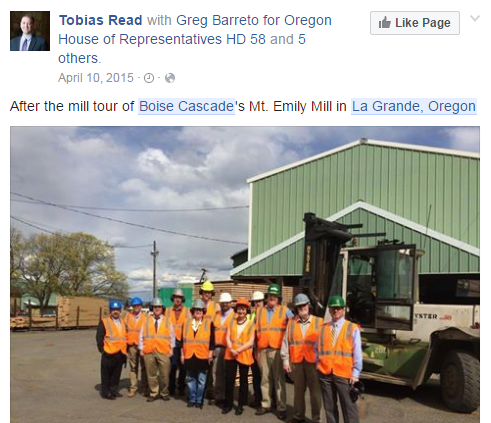 Tobias Read with Greg Barreto for Oregon
House of Representatives HD 58 and 5
others.
April 10, 2015
Like Page
After the mill tour of Boise Cascade's Mt. Emily Mill in La Grande, Oregon
YSTER